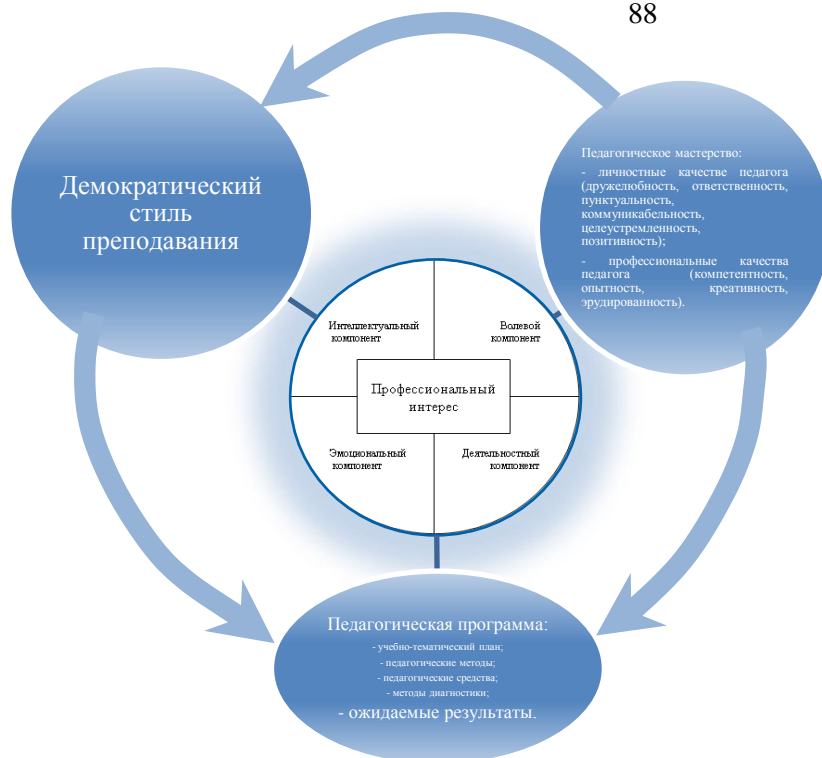 88
Демократический
стиль
преподавания
Педагогическое мастерство:
- личностные качестве педагога
(дружелюбность, ответственность,
пунктуальность,
коммуникабельность,
целеустремленность,
позитивность);
- профессиональные качества
педагога (компетентность,
опытность, креативность,
эрудированность).
Интеллектуальный
компонент
Волевой
компонент
Профессиональный
интерес
Эмоциональный
компонент
Деятельностный
компонент
Педагогическая программа:
- учебно-тематический план;
- педагогические методы;
- педагогические средства;
- методы диагностики;
- ожидаемые результаты.